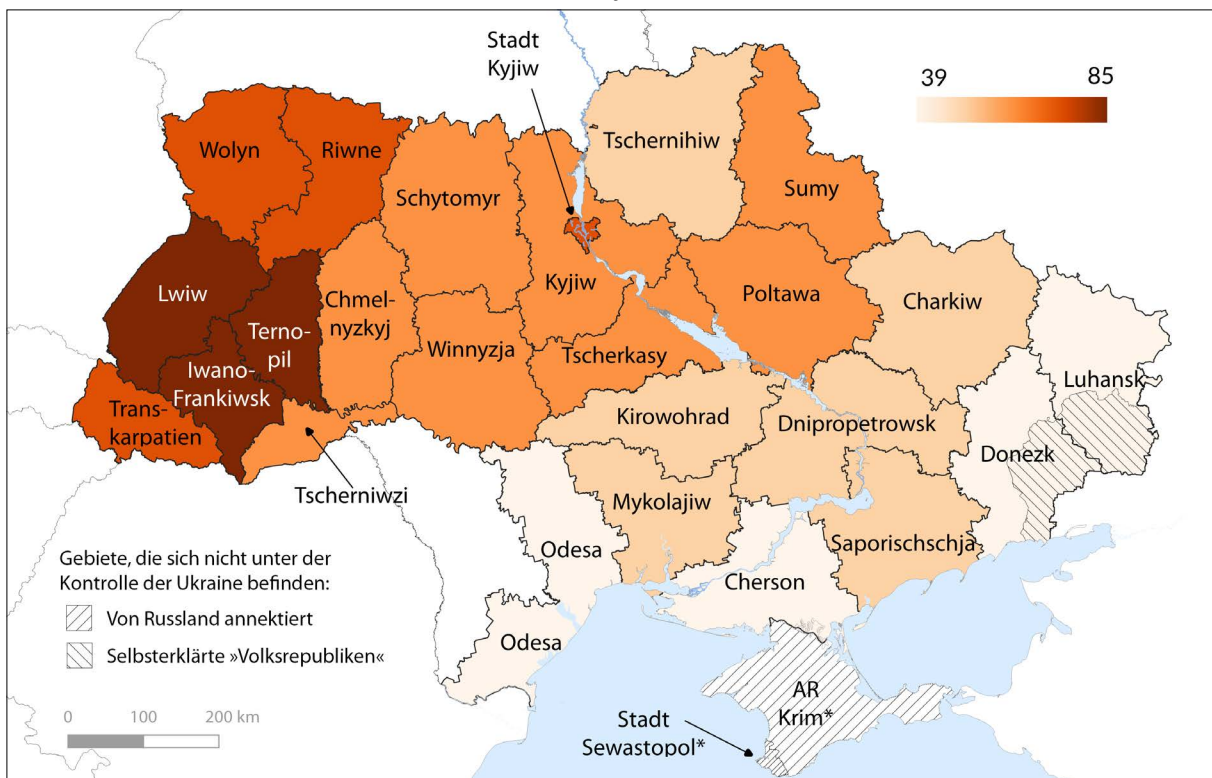 Stadt
Kyjiw
39
85
Tschernihiw
Wolyn
Riwne
Sumy
Schytomyr
Lwiw
Kyjiw
Poltawa
Charkiw
Chmel-
nyzkyj
Terno-
pil
Winnyzja
Tscherkasy
Iwano-
Frankiwsk
Luhansk
Trans-
karpatien
Kirowohrad
Dnipropetrowsk
Donezk
Tscherniwzi
Mykolajiw
Odesa
Saporischschja
Cherson
Gebiete, die sich nicht unter der
Kontrolle der Ukraine befinden:
Von Russland annektiert
Selbsterklärte »Volksrepubliken«
Odesa
AR
Krim*
0
100
200 km
Stadt
Sewastopol*